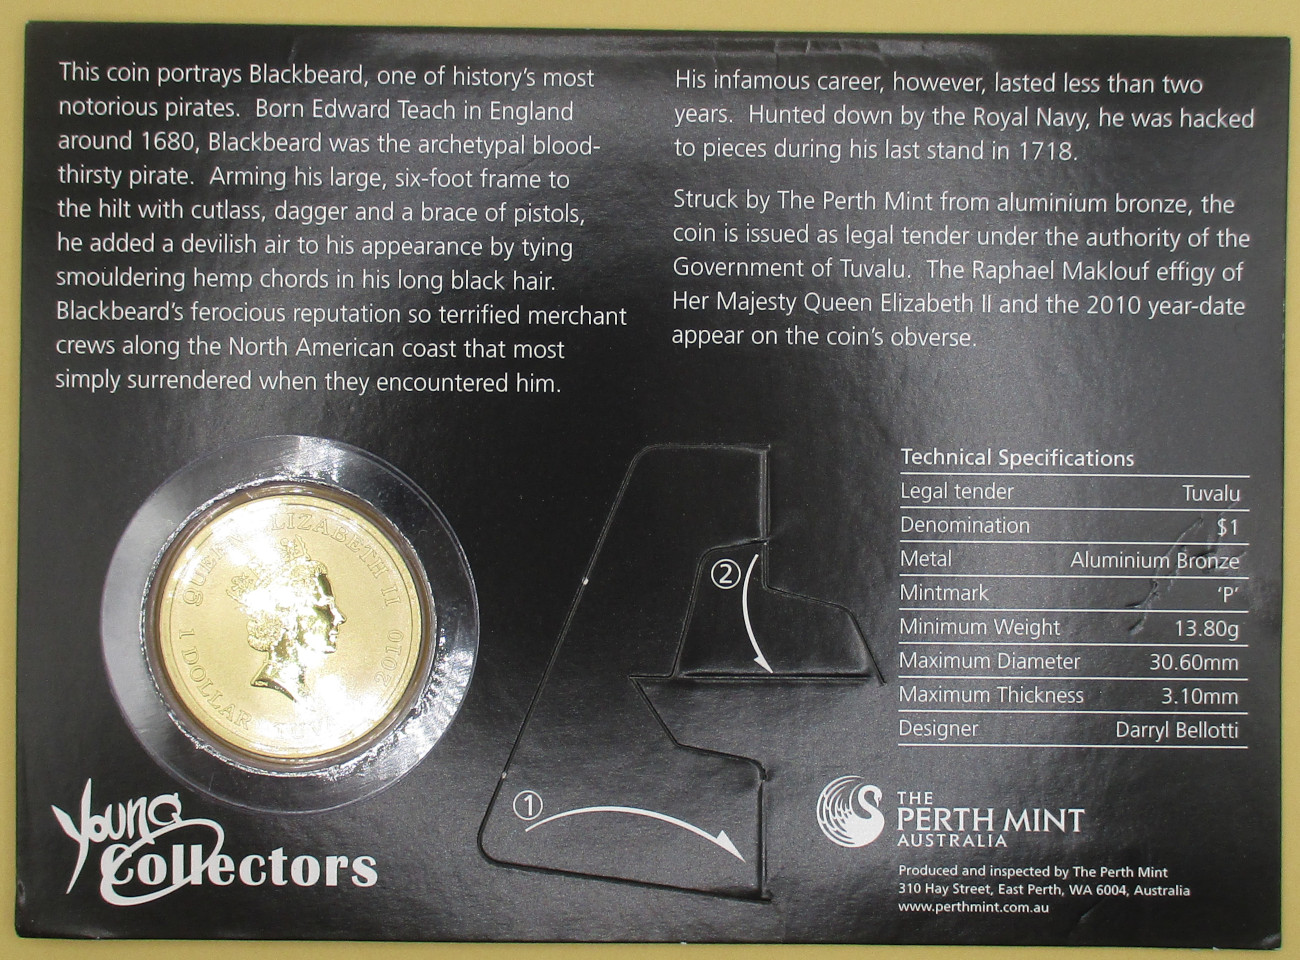 This coin portrays Blackbeard, one of history's most
notorious pirates.  Born Edward Teach in England
around 1680, Blackbeard was the archetypal blood-
thirsty pirate.  Arming his large, six-foot frame to
the hilt with cutlass, dagger and a brace of pistols,
he added a devilish air to his appearance by tying
smouldering hemp chords in his long black hair.
Blackbeard's ferocious reputation so terrified merchant
crews along the North American coast that most
simply surrendered when they encountered him.
His infamous career, however, lasted less than two
years.  Hunted down by the Royal Navy, he was hacked
to pieces during his last stand in 1718.
Struck by The Perth Mint from aluminium bronze, the
coin is issued as legal tender under the authority of the
Government of Tuvalu.  The Raphael Maklouf effigy of
Her Majesty Queen Elizabeth II and the 2010 year-date
appear on the coin's obverse.
QUEEN ELIZABETH II 2010
1 DOLLAR
2
1
Technical Specifications
Legal tender Tuvalu
Denomination $1
Metal Aluminium Bronze
Mintmark 'P'
Minimum Weight 13.80g
Maximum Diameter 30.60mm
Maximum Thickness 3.10mm
Designer Darryl Bellotti
Young
Collectors
THE
PERTH MINT
AUSTRALIA
Produced and inspected by The Perth Mint
310 Hay Street, East Perth, WA 6004, Australia
www.perthmint.com.au